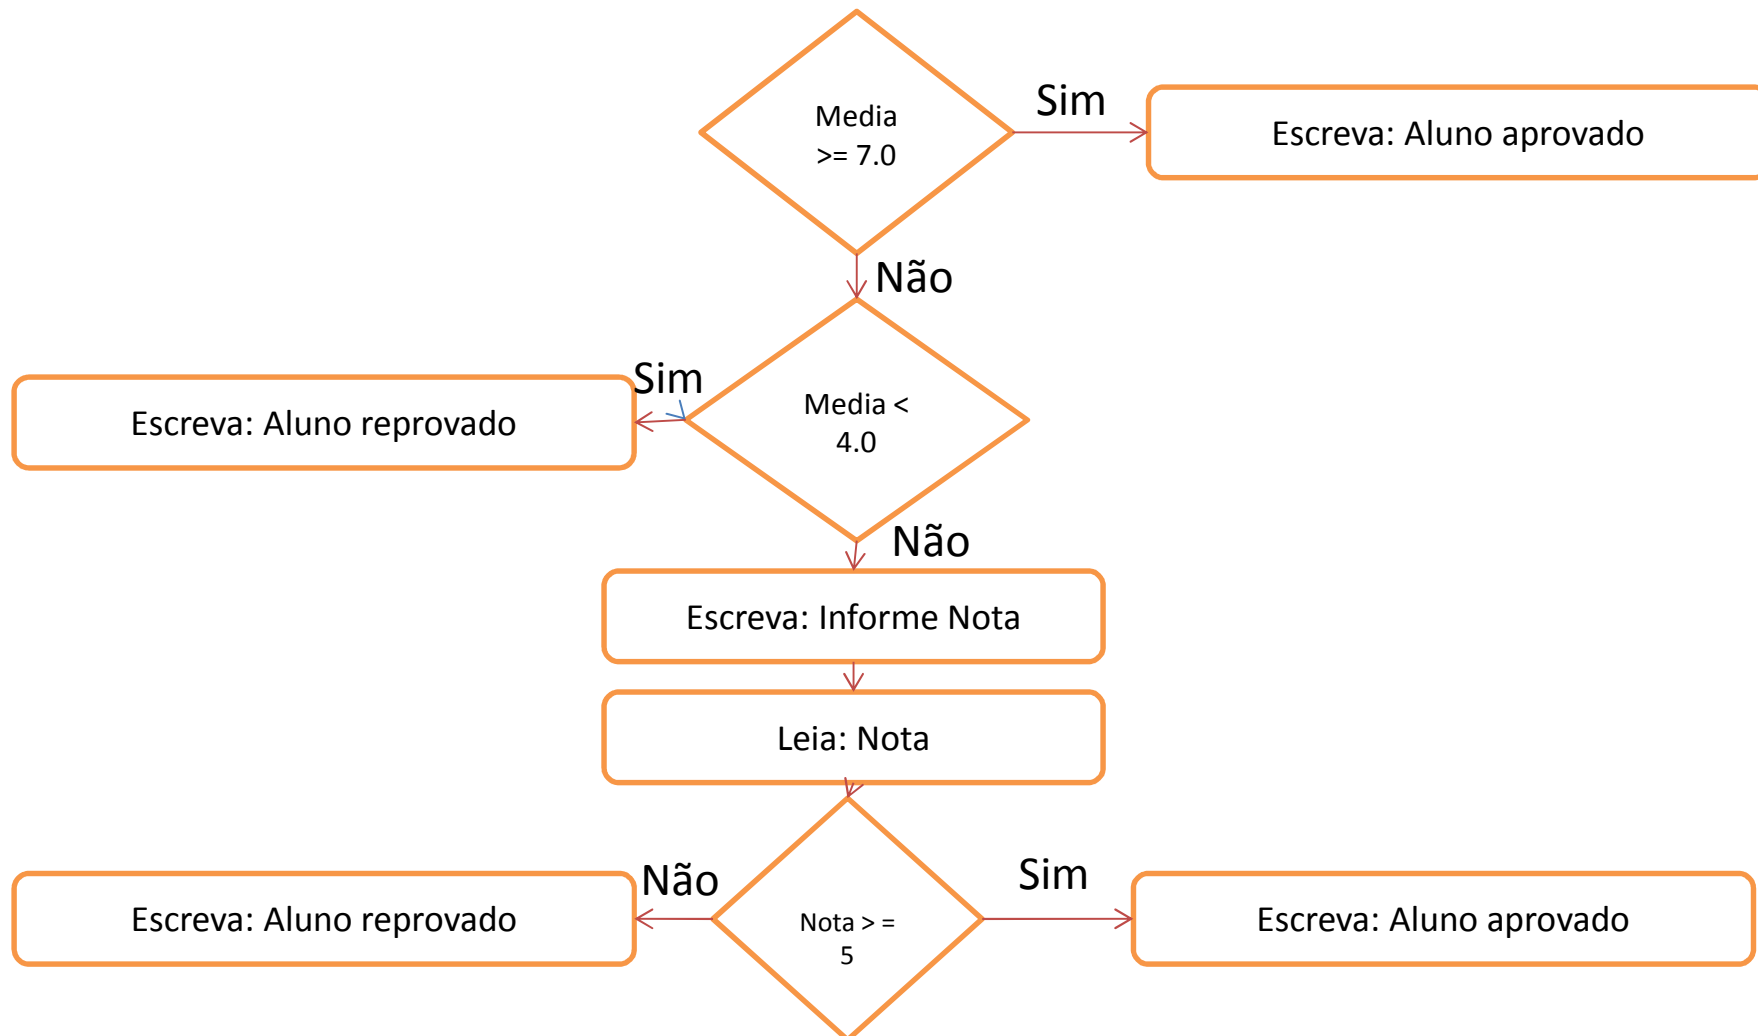 Media
>= 7.0
Sim
Escreva: Aluno aprovado
Não
Sim
Escreva: Aluno reprovado
Media <
4.0
Não
Escreva: Informe Nota
Leia: Nota
Não
Sim
Escreva: Aluno reprovado
Nota > =
5
Escreva: Aluno aprovado